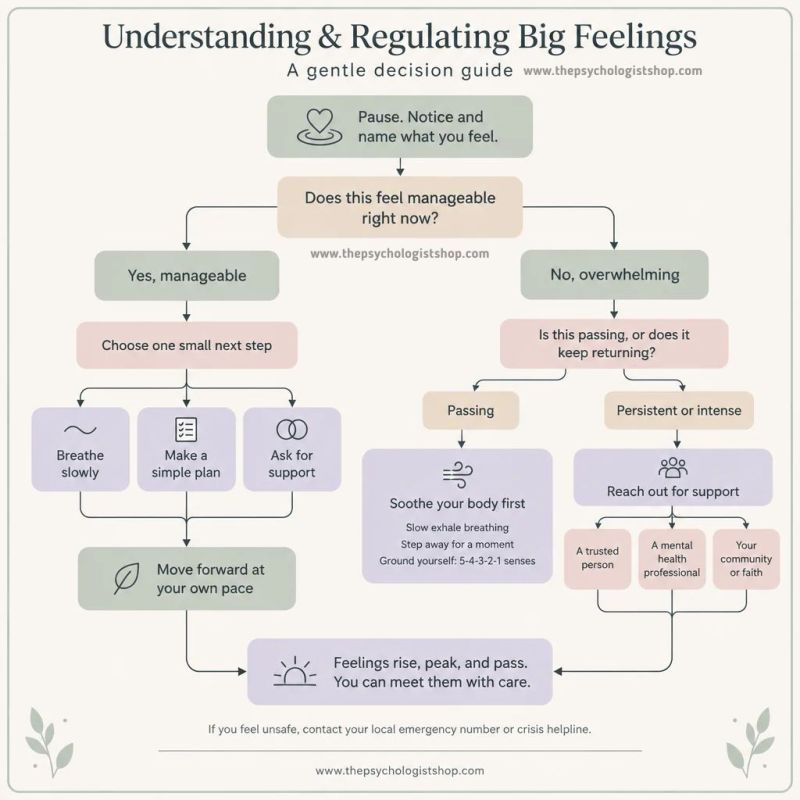 Understanding & Regulating Big Feelings
A gentle decision guide www.thepsychologistshop.com
Pause. Notice and
name what you feel.
Does this feel manageable
right now?
www.thepsychologistshop.com
Yes, manageable
No, overwhelming
Choose one small next step
Is this passing, or does it
keep returning?
Passing
Persistent or intense
Breathe
slowly
Make a
simple plan
Ask for
support
Soothe your body first
Slow exhale breathing
Step away for a moment
Ground yourself: 5-4-3-2-1 senses
Reach out for support
A trusted
person
A mental
health
professional
Your
community
or faith
Move forward at
your own pace
Feelings rise, peak, and pass.
You can meet them with care.
If you feel unsafe, contact your local emergency number or crisis helpline.
www.thepsychologistshop.com